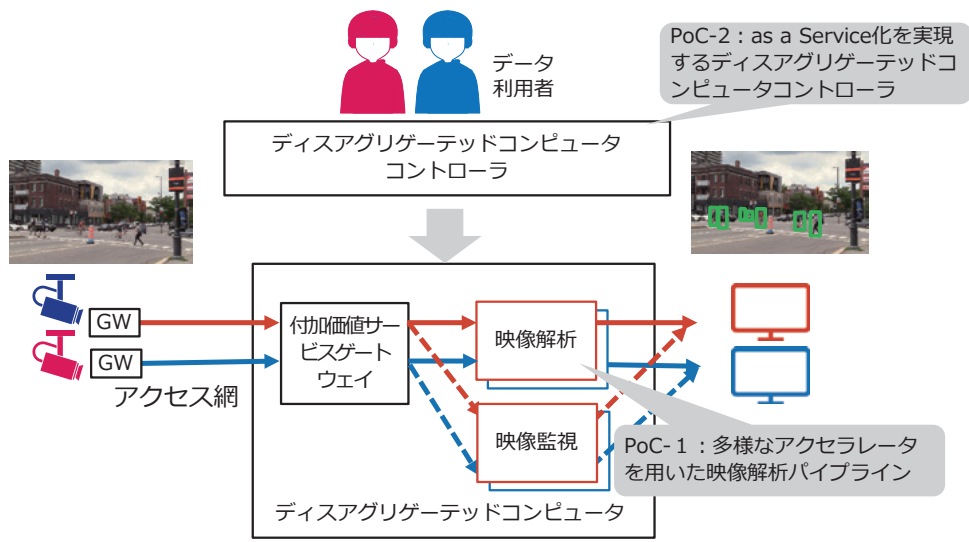 データ
利用者
PoC-2：as a Service化を実現
するディスアグリゲーテッドコ
ンピュータコントローラ
ディスアグリゲーテッドコンピュータ
コントローラ
GW
GW
アクセス網
付加価値サー
ビスゲート
ウェイ
映像解析
映像監視
PoC-１：多様なアクセラレータ
を用いた映像解析パイプライン
ディスアグリゲーテッドコンピュータ